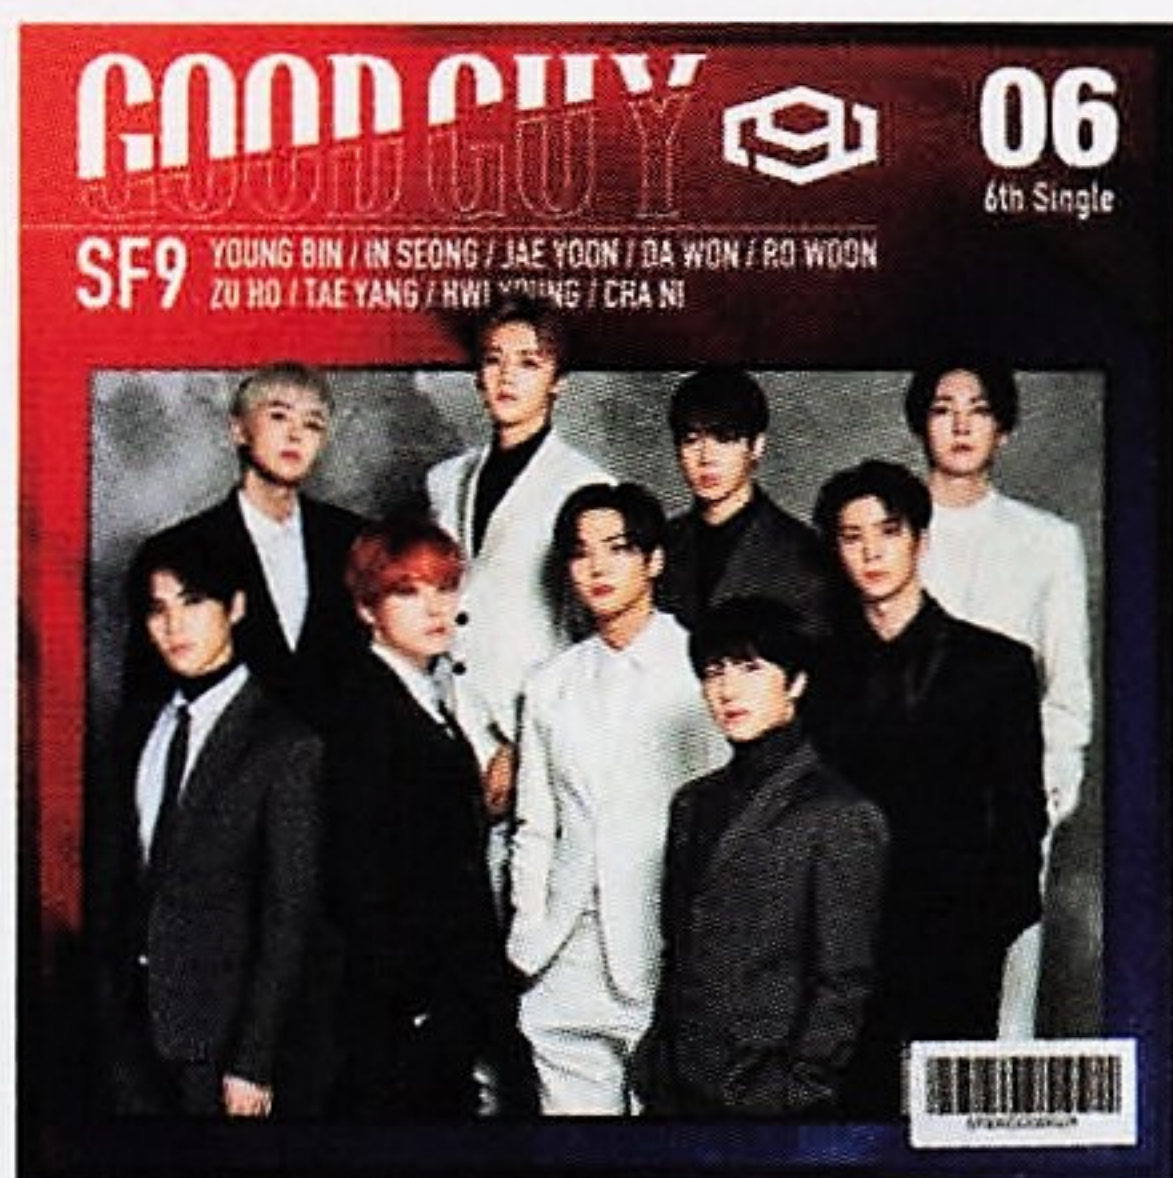 GOOD GUY
06
6th Single
SF9
YOUNG BIN / IN SEONG / JAE YOON / DA WON / RO WOON
ZU HO / TAE YANG / HWI YOUNG / CHA NI